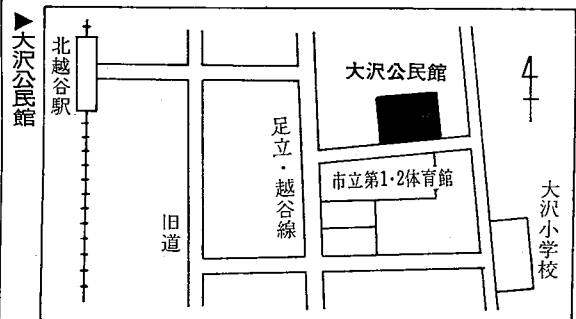 ▶大沢公民館
北越谷駅
旧道
足立・越谷線
大沢公民館
市立第1・2体育館
大沢小学校